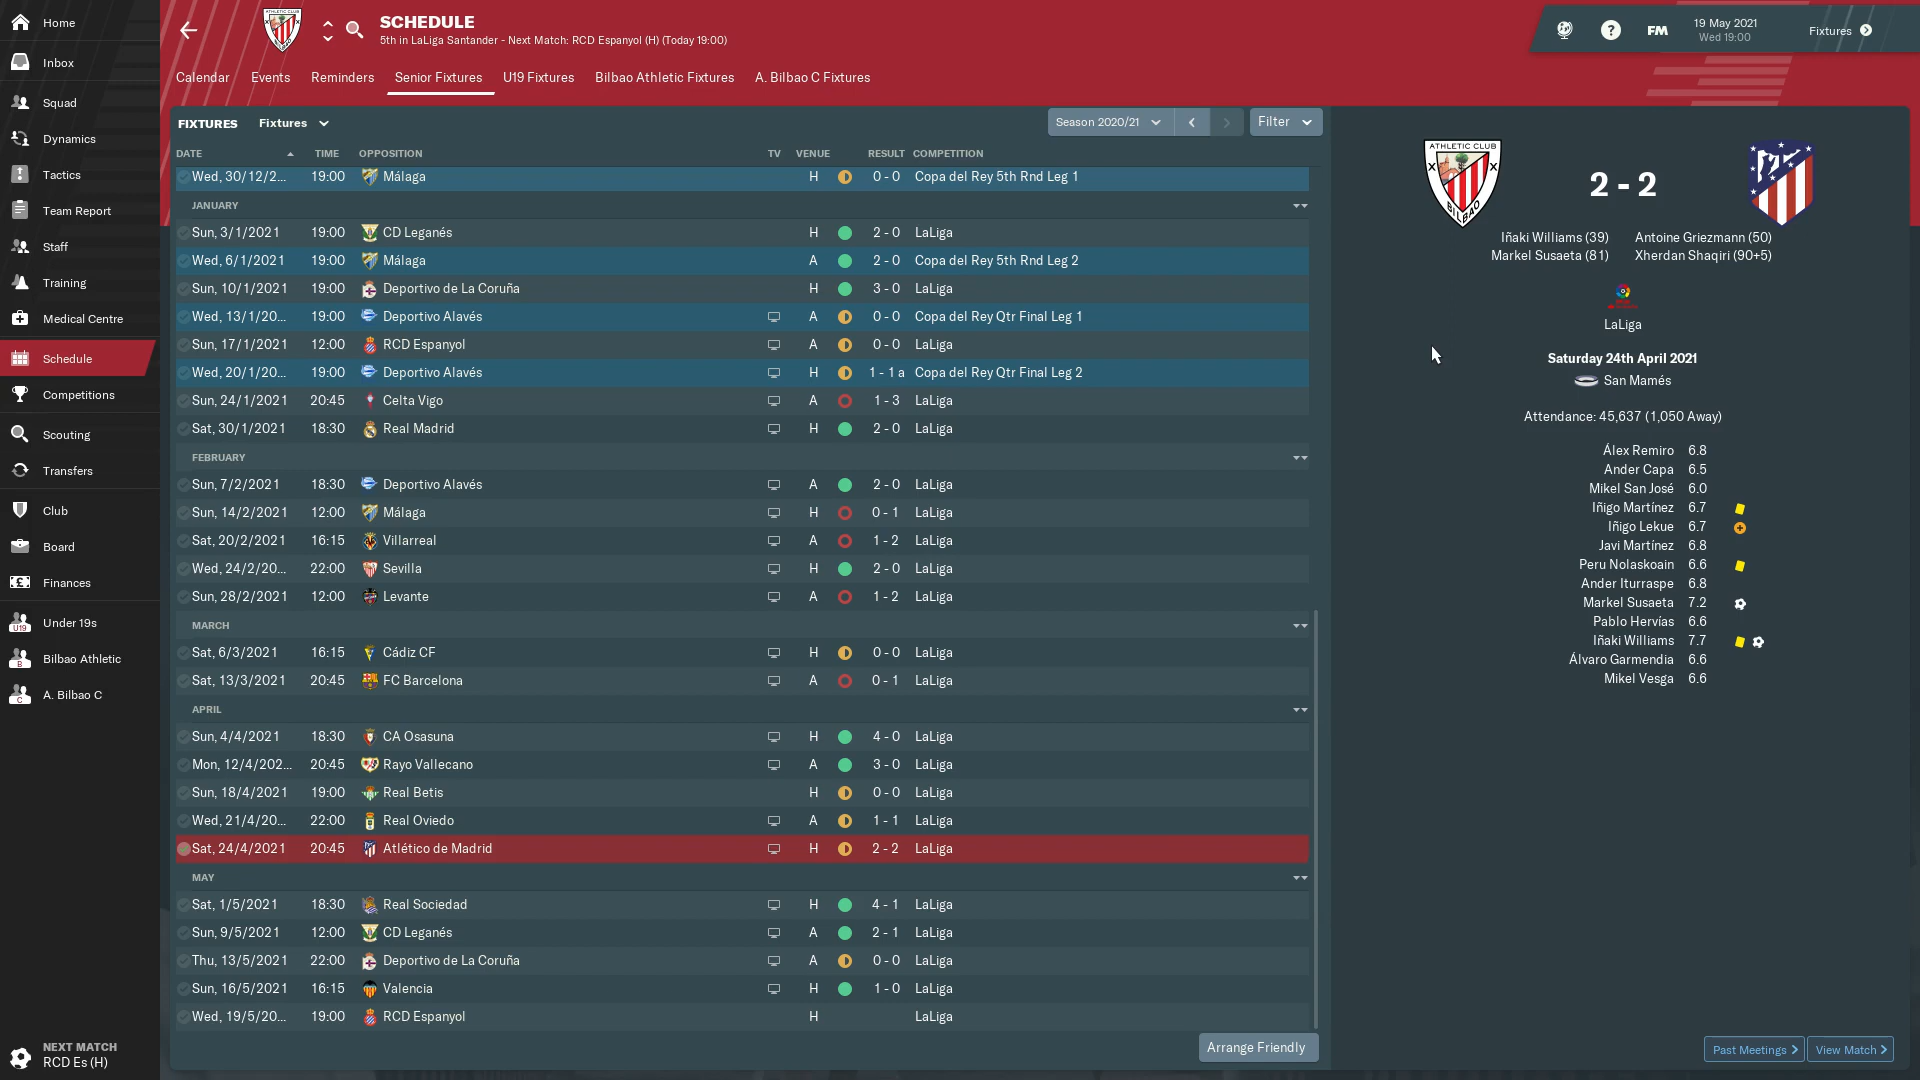 Home
Inbox
Squad
Dynamics
Tactics
Team Report
Staff
Training
Medical Centre
Schedule
Competitions
Scouting
Transfers
Club
Board
Finances
U19
Under 19s
B
Bilbao Athletic
C
A. Bilbao C
NEXT MATCH
RCD Es (H)
SCHEDULE
5th in LaLiga Santander - Next Match: RCD Espanyol (H) (Today 19:00)
? FM
19 May 2021
Wed 19:00
Fixtures
Calendar Events Reminders Senior Fixtures U19 Fixtures Bilbao Athletic Fixtures A. Bilbao C Fixtures
FIXTURES Fixtures Season 2020/21 Filter
DATE TIME OPPOSITION TV VENUE RESULT COMPETITION
Wed, 30/12/2... 19:00 Málaga H 0 - 0 Copa del Rey 5th Rnd Leg 1
JANUARY
Sun, 3/1/2021 19:00 CD Leganés H 2 - 0 LaLiga
Wed, 6/1/2021 19:00 Málaga A 2 - 0 Copa del Rey 5th Rnd Leg 2
Sun, 10/1/2021 19:00 Deportivo de La Coruña H 3 - 0 LaLiga
Wed, 13/1/20... 19:00 Deportivo Alavés A 0 - 0 Copa del Rey Qtr Final Leg 1
Sun, 17/1/2021 12:00 RCD Espanyol A 0 - 0 LaLiga
Wed, 20/1/20... 19:00 Deportivo Alavés H 1 - 1 a Copa del Rey Qtr Final Leg 2
Sun, 24/1/2021 20:45 Celta Vigo A 1 - 3 LaLiga
Sat, 30/1/2021 18:30 Real Madrid H 2 - 0 LaLiga
FEBRUARY
Sun, 7/2/2021 18:30 Deportivo Alavés A 2 - 0 LaLiga
Sun, 14/2/2021 12:00 Málaga H 0 - 1 LaLiga
Sat, 20/2/2021 16:15 Villarreal A 1 - 2 LaLiga
Wed, 24/2/20... 22:00 Sevilla H 2 - 0 LaLiga
Sun, 28/2/2021 12:00 Levante A 1 - 2 LaLiga
MARCH
Sat, 6/3/2021 16:15 Cádiz CF H 0 - 0 LaLiga
Sat, 13/3/2021 20:45 FC Barcelona A 0 - 1 LaLiga
APRIL
Sun, 4/4/2021 18:30 CA Osasuna H 4 - 0 LaLiga
Mon, 12/4/202... 20:45 Rayo Vallecano A 3 - 0 LaLiga
Sun, 18/4/2021 19:00 Real Betis H 0 - 0 LaLiga
Wed, 21/4/20... 22:00 Real Oviedo A 1 - 1 LaLiga
Sat, 24/4/2021 20:45 Atlético de Madrid H 2 - 2 LaLiga
MAY
Sat, 1/5/2021 18:30 Real Sociedad H 4 - 1 LaLiga
Sun, 9/5/2021 12:00 CD Leganés A 2 - 1 LaLiga
Thu, 13/5/2021 22:00 Deportivo de La Coruña A 0 - 0 LaLiga
Sun, 16/5/2021 16:15 Valencia H 1 - 0 LaLiga
Wed, 19/5/20... 19:00 RCD Espanyol H LaLiga
Arrange Friendly
ATHLETIC CLUB
BILBAO
2 - 2
Iñaki Williams (39) Antoine Griezmann (50)
Markel Susaeta (81) Xherdan Shaqiri (90+5)
LaLiga
Saturday 24th April 2021
San Mamés
Attendance: 45,637 (1,050 Away)
Álex Remiro 6.8
Ander Capa 6.5
Mikel San José 6.0
Iñigo Martínez 6.7
Iñigo Lekue 6.7
Javi Martínez 6.8
Peru Nolaskoain 6.6
Ander Iturraspe 6.8
Markel Susaeta 7.2
Pablo Hervías 6.6
Iñaki Williams 7.7
Álvaro Garmendia 6.6
Mikel Vesga 6.6
Past Meetings View Match